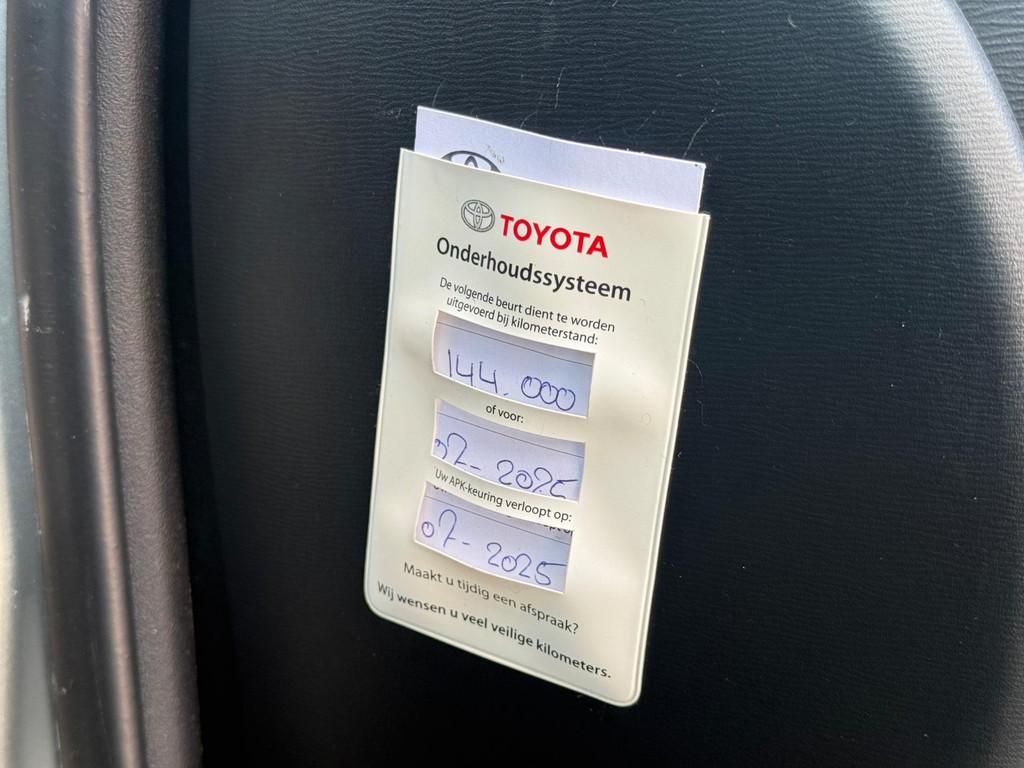 TOYOTA
Onderhoudssysteem
De volgende beurt dient te worden
uitgevoerd bij kilometerstand:
144.000
of voor:
07-2025
Uw APK-keuring verloopt op:
07-2025
Maakt u tijdig een afspraak?
Wij wensen u veel veilige kilometers.